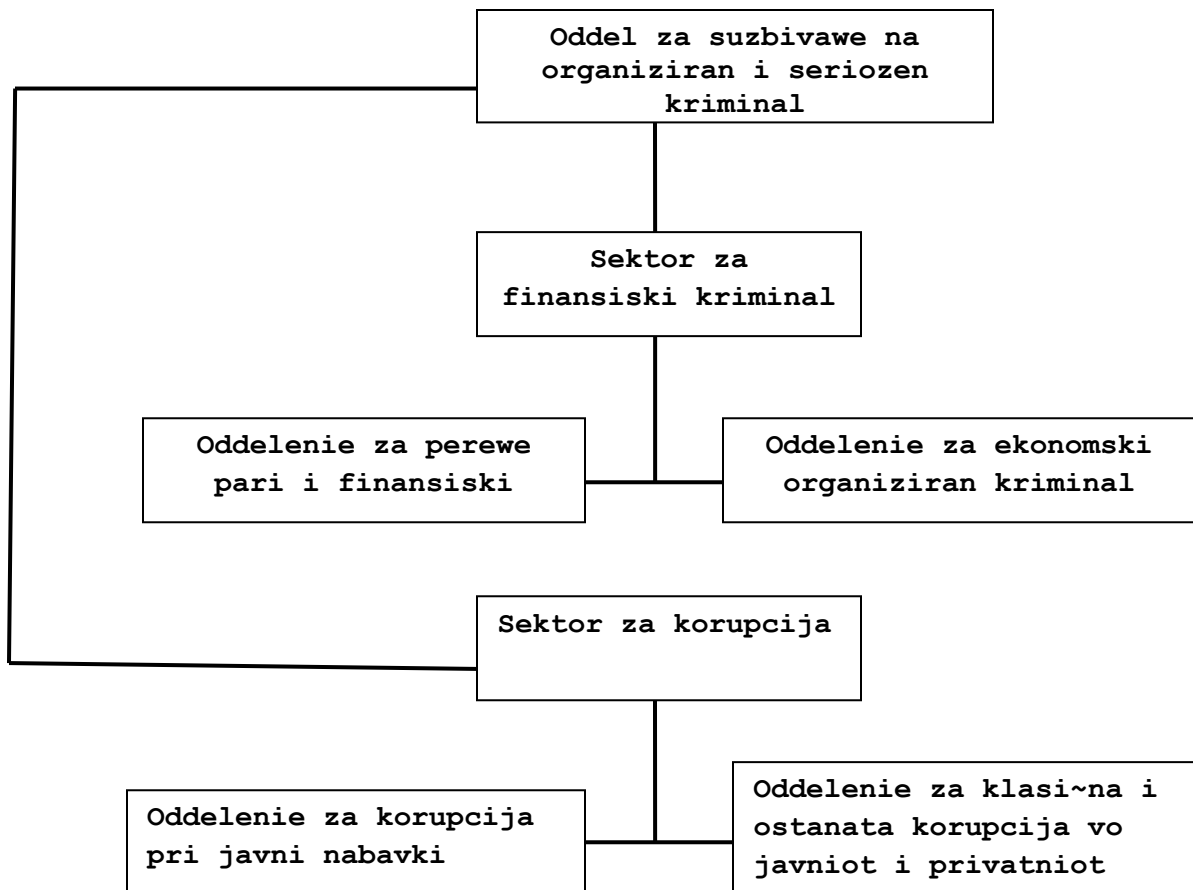 Oddel za suzbivawe na
organiziran i seriozen
kriminal
Sektor za
finansiski kriminal
Oddelenie za perewe
pari i finansiski
Oddelenie za ekonomski
organiziran kriminal
Sektor za korupcija
Oddelenie za korupcija
pri javni nabavki
Oddelenie za klasi~na i
ostanata korupcija vo
javniot i privatniot